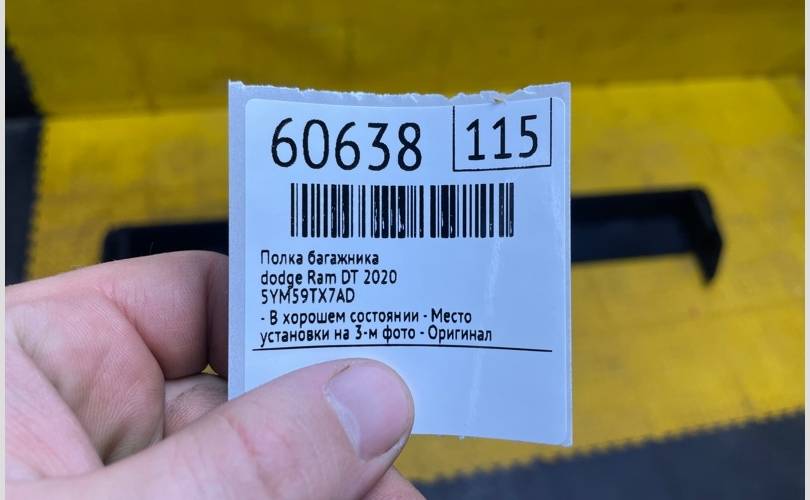 60638 115
Полка багажника
dodge Ram DT 2020
5YM59TX7AD
- В хорошем состоянии - Место
установки на 3-м фото - Оригинал